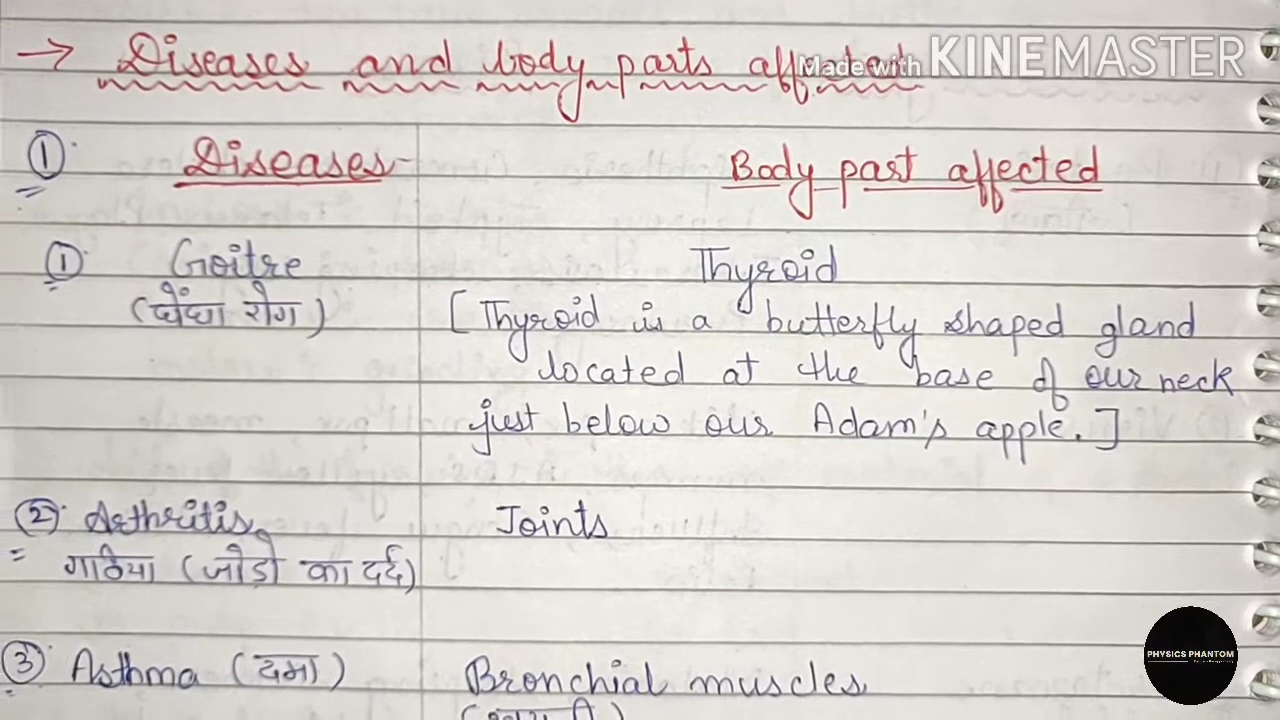 → Diseases and body parts affected
Made with KINEMASTER
① Diseases Body part affected
① Goitre Thyroid
(घेंघा रोग) [Thyroid is a butterfly shaped gland
located at the base of our neck
just below our Adam's apple.]
② Arthritis Joints
गठिया (जोड़ो का दर्द)
③ Asthma (दमा) Bronchial muscles
PHYSICS PHANTOM